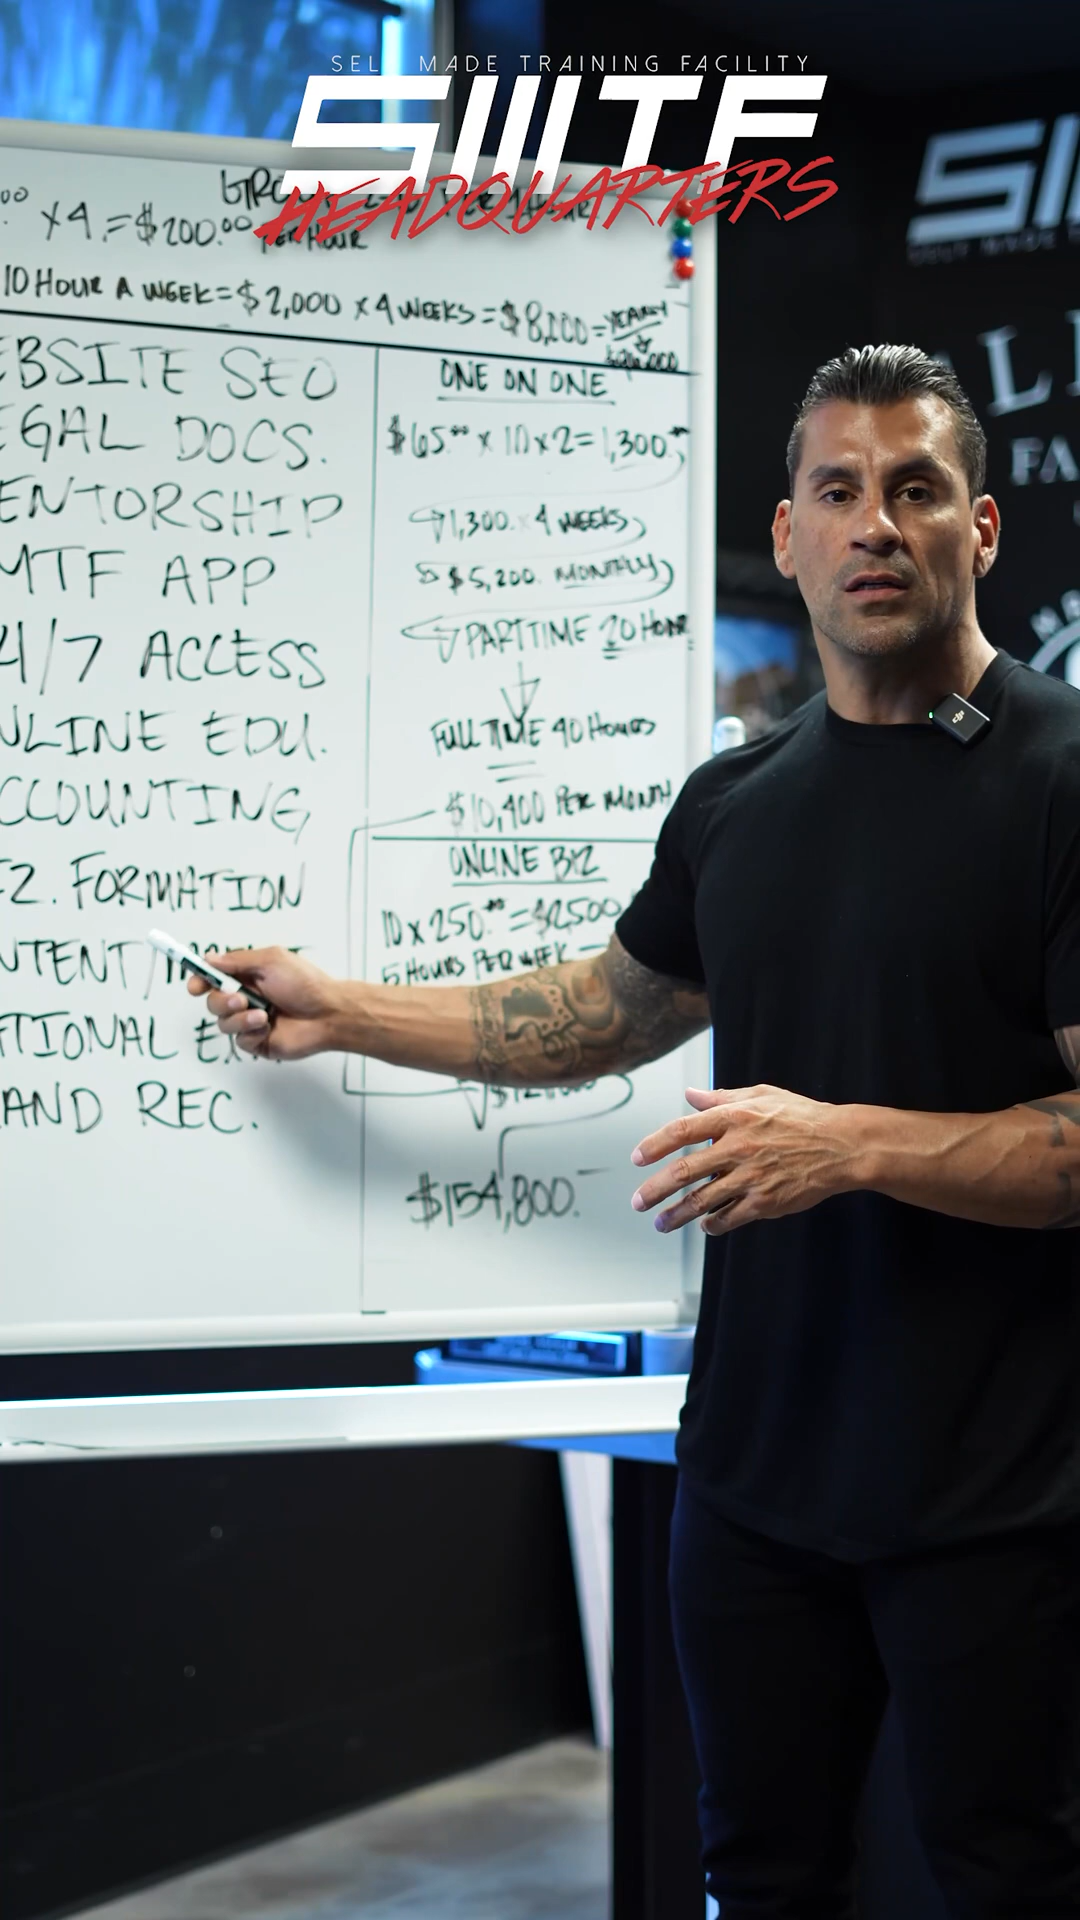 SELF MADE TRAINING FACILITY
SMTF
HEADQUARTERS
x4.=$200.00
PER HOUR
10 HOUR A WEEK=$2,000 x 4 WEEKS=$8,000=YEARLY
EBSITE SEO
EGAL DOCS.
ENTORSHIP
MTF APP
4/7 ACCESS
NLINE EDU.
CCOUNTING
FORMATION
NTENT/
TIONAL
AND REC.
ONE ON ONE
$65.00 x 10 x 2=1,300.00
1,300. x 4 WEEKS
$5,200. MONTHLY
PART TIME 20 HOUR
FULL TIME 40 HOURS
$10,400 PER MONTH
ONLINE BIZ
10 x 250.00=$2,500
5 HOURS PER WEEK
$154,800.